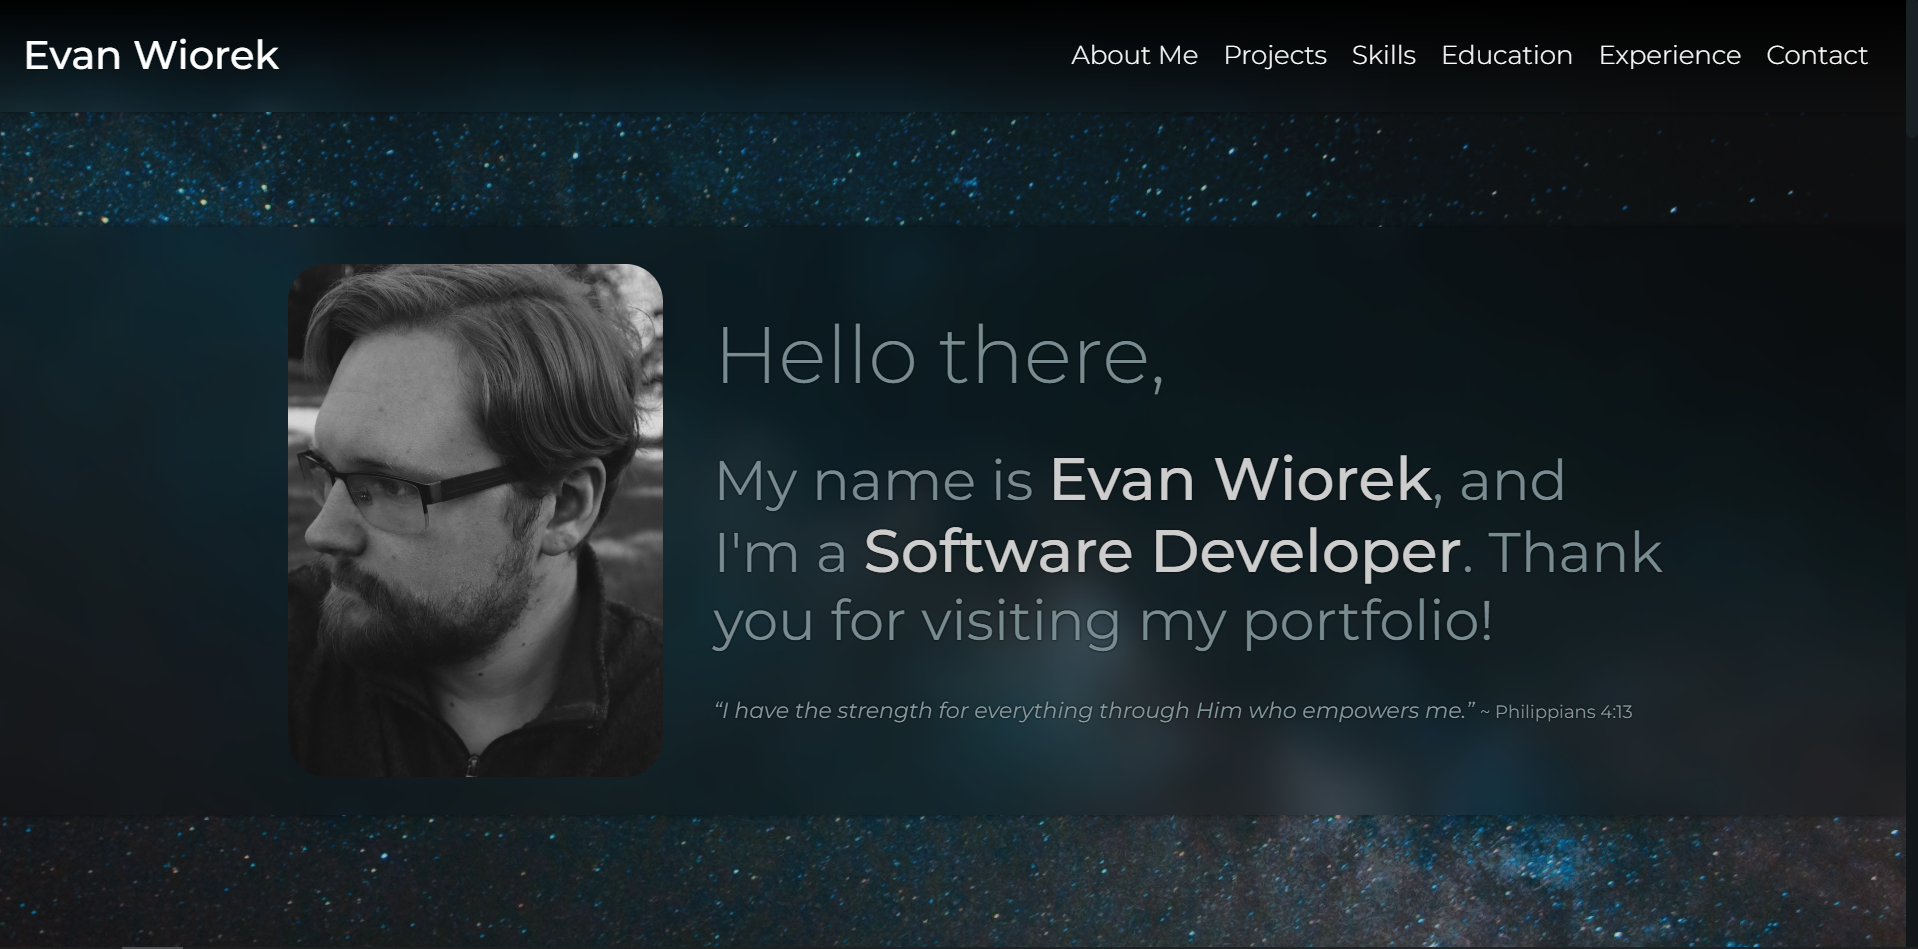 Evan Wiorek
About Me Projects Skills Education Experience Contact
Hello there,
My name is Evan Wiorek, and
I'm a Software Developer. Thank
you for visiting my portfolio!
“I have the strength for everything through Him who empowers me.” ~ Philippians 4:13